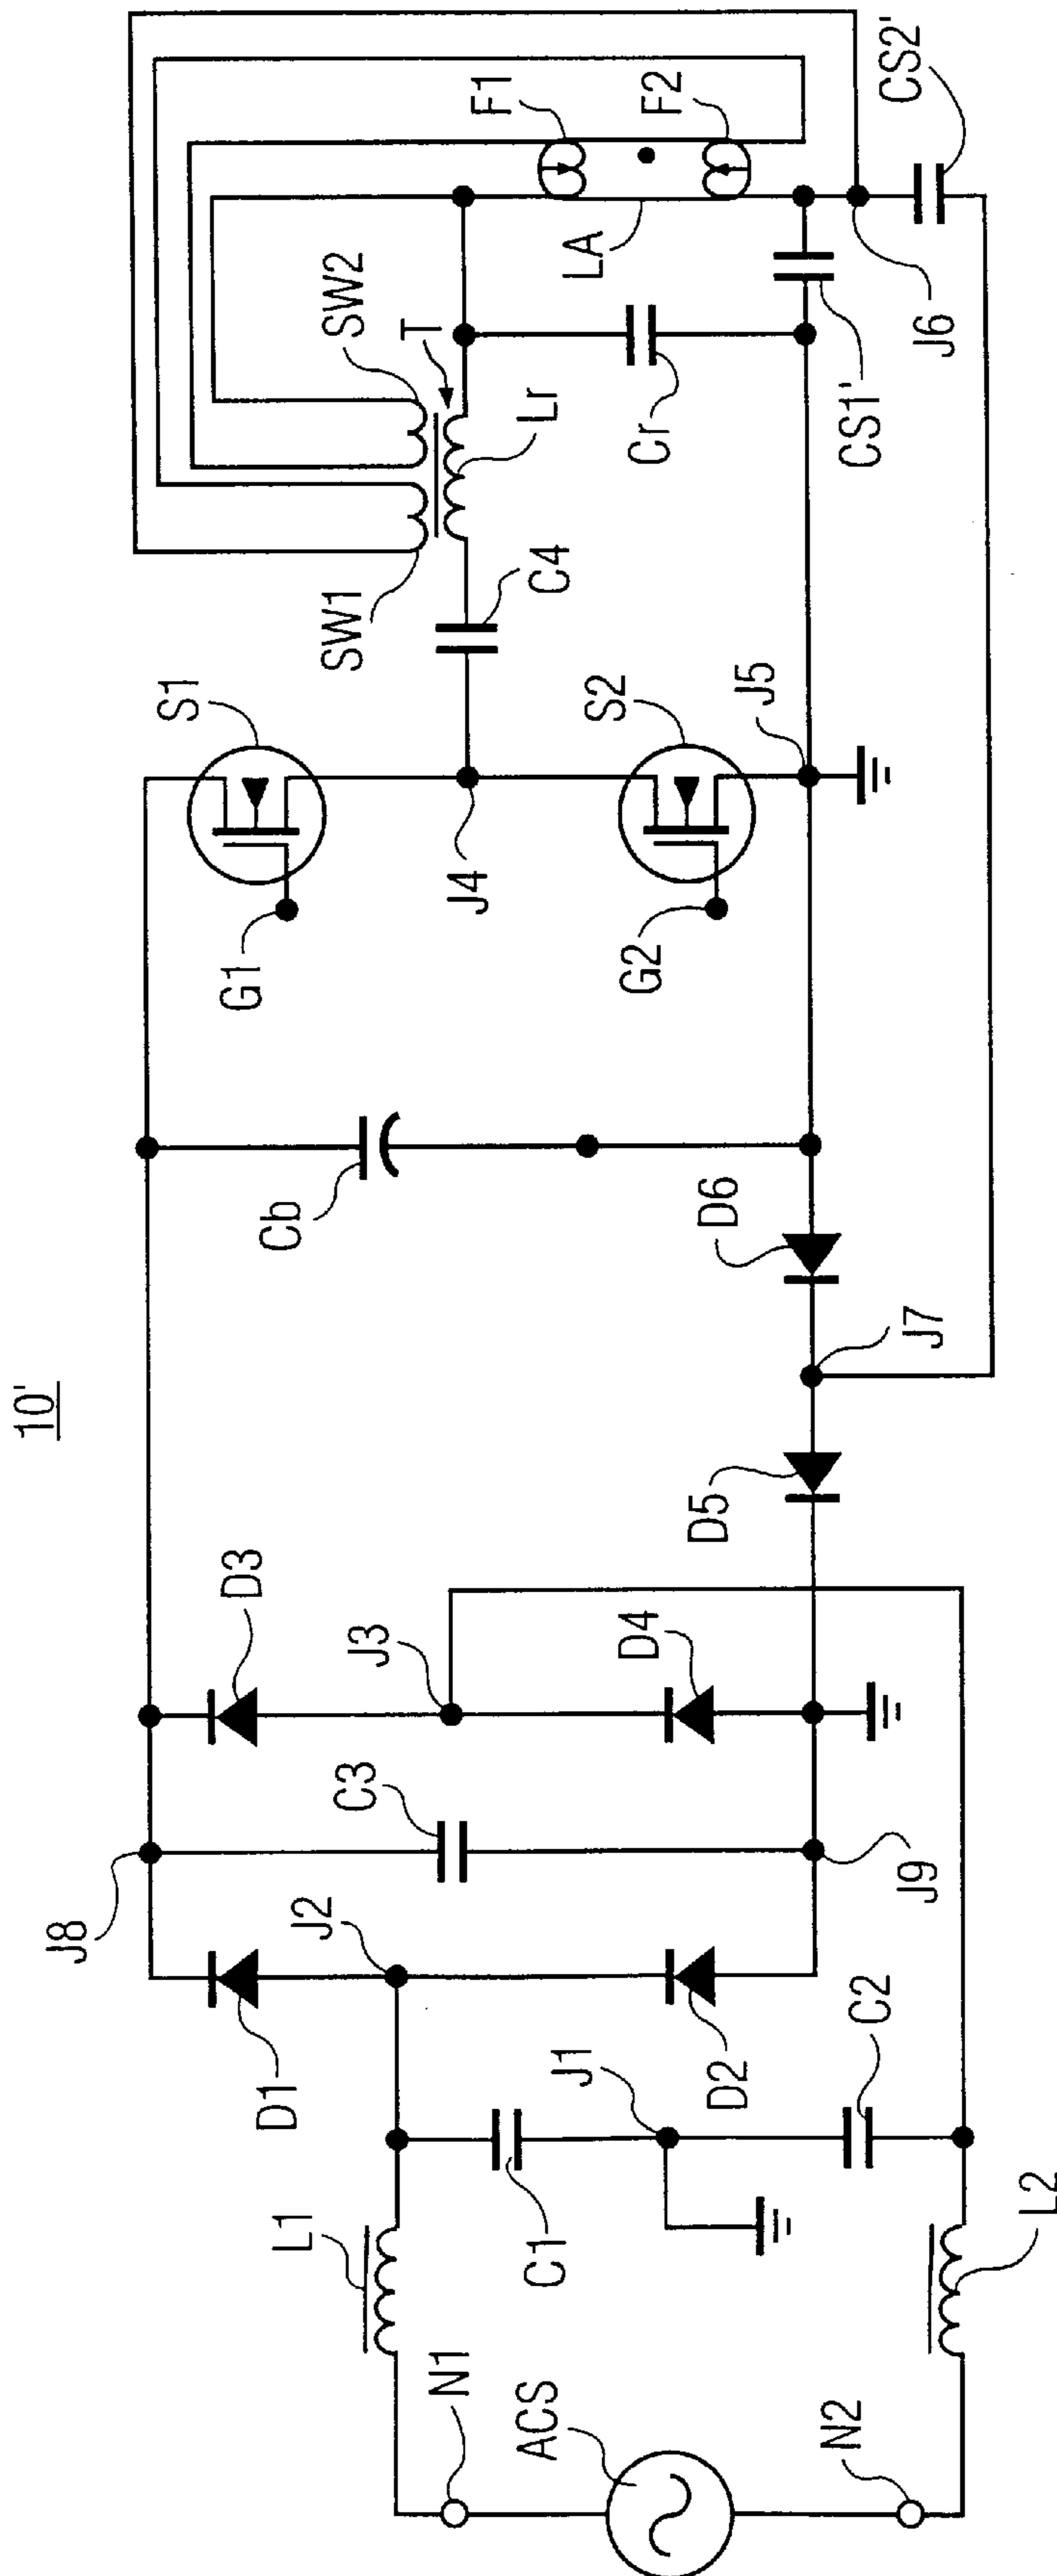 10'
J8
D1
D2
D3
D4
C3
J2
J3
J9
L1
C1
J1
C2
L2
N1
ACS
N2
Cb
D5
D6
J7
S1
G1
J4
S2
G2
J5
C4
SW1
SW2
T
Lr
Cr
LA
F1
F2
CS1'
J6
CS2'